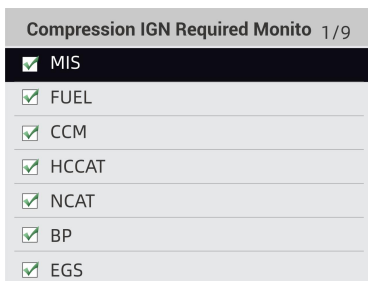 Compression IGN Required Monito 1/9
MIS
FUEL
CCM
HCCAT
NCAT
BP
EGS